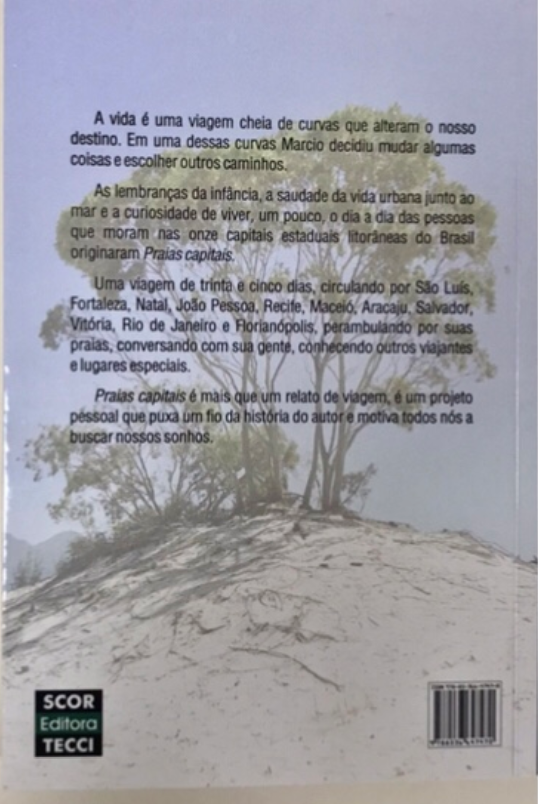 A vida é uma viagem cheia de curvas que alteram o nosso
destino. Em uma dessas curvas Marcio decidiu mudar algumas
coisas e escolher outros caminhos.
As lembranças da infância, a saudade da vida urbana junto ao
mar e a curiosidade de viver, um pouco, o dia a dia das pessoas
que moram nas onze capitais estaduais litorâneas do Brasil
originaram Praias capitais.
Uma viagem de trinta e cinco dias, circulando por São Luís,
Fortaleza, Natal, João Pessoa, Recife, Maceió, Aracaju, Salvador,
Vitória, Rio de Janeiro e Florianópolis, perambulando por suas
praias, conversando com sua gente, conhecendo outros viajantes
e lugares especiais.
Praias capitais é mais que um relato de viagem, é um projeto
pessoal que puxa um fio da história do autor e motiva todos nós a
buscar nossos sonhos.
SCOR
Editora
TECCI